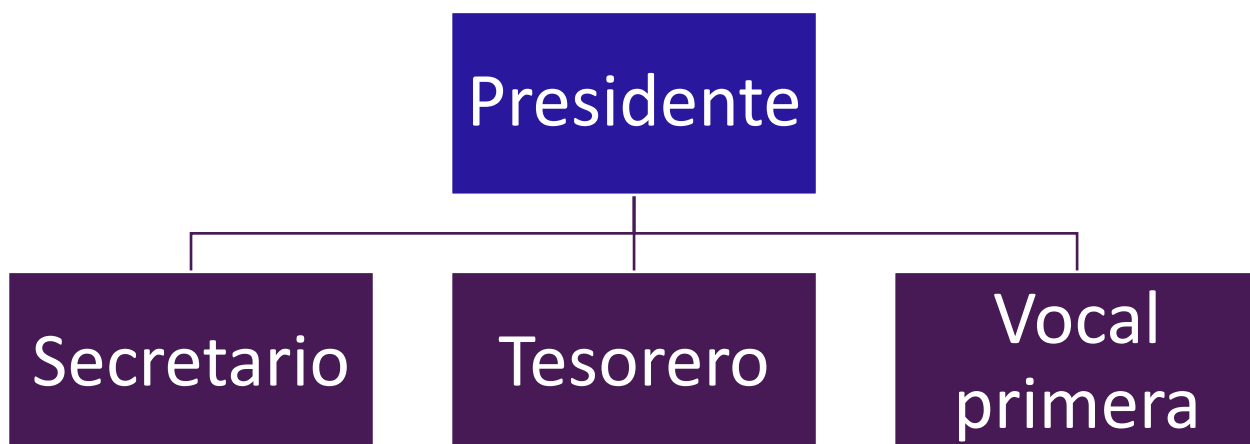 Presidente
Secretario
Tesorero
Vocal
primera